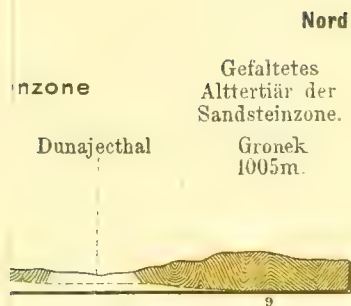 Nord
nzone
Gefaltetes
Alttertiär der
Sandsteinzone.
Dunajecthal
Gronek
1005m.
9